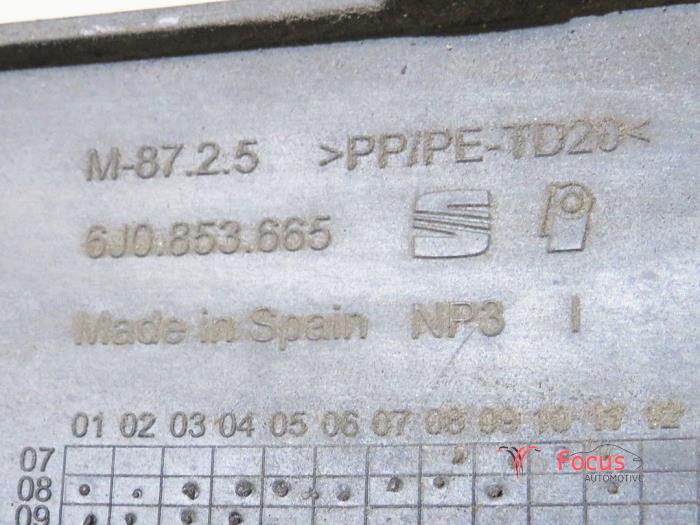 M-87.2.5 >PP/PE-TD20<
6J0.853.665
Made in Spain NP3 I
01 02 03 04 05 06 07 08 09 10 11 12
07
08
09
Focus
AUTOMOTIVE